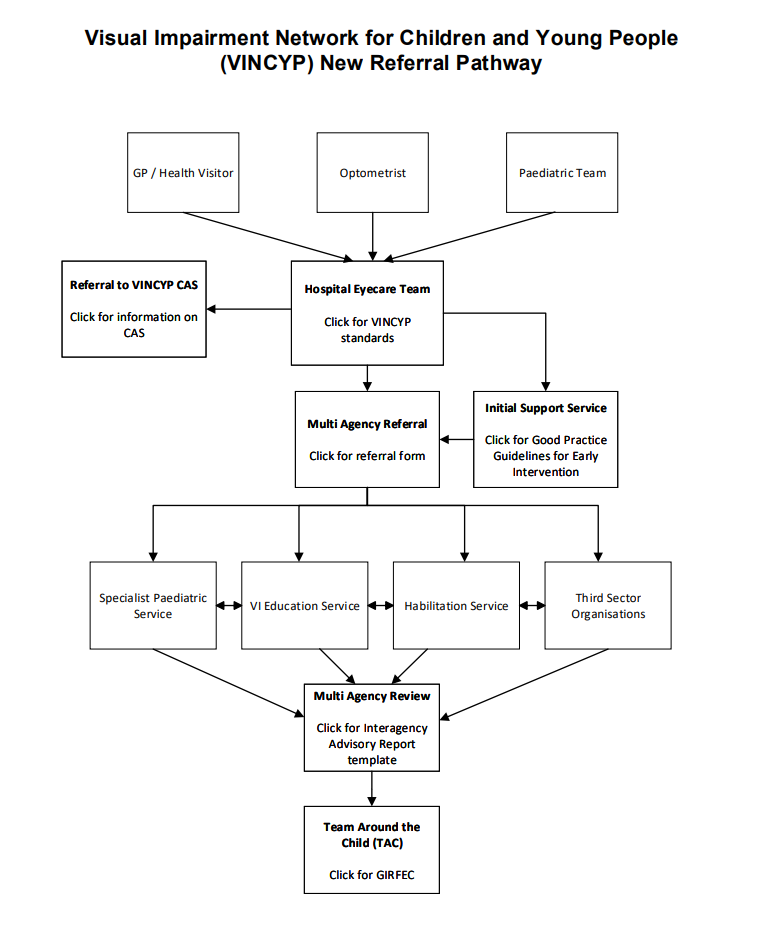 Visual Impairment Network for Children and Young People
(VINCYP) New Referral Pathway
GP / Health Visitor
Optometrist
Paediatric Team
Referral to VINCYP CAS
Click for information on
CAS
Hospital Eyecare Team
Click for VINCYP
standards
Multi Agency Referral
Click for referral form
Initial Support Service
Click for Good Practice
Guidelines for Early
Intervention
Specialist Paediatric
Service
VI Education Service
Habilitation Service
Third Sector
Organisations
Multi Agency Review
Click for Interagency
Advisory Report
template
Team Around the
Child (TAC)
Click for GIRFEC